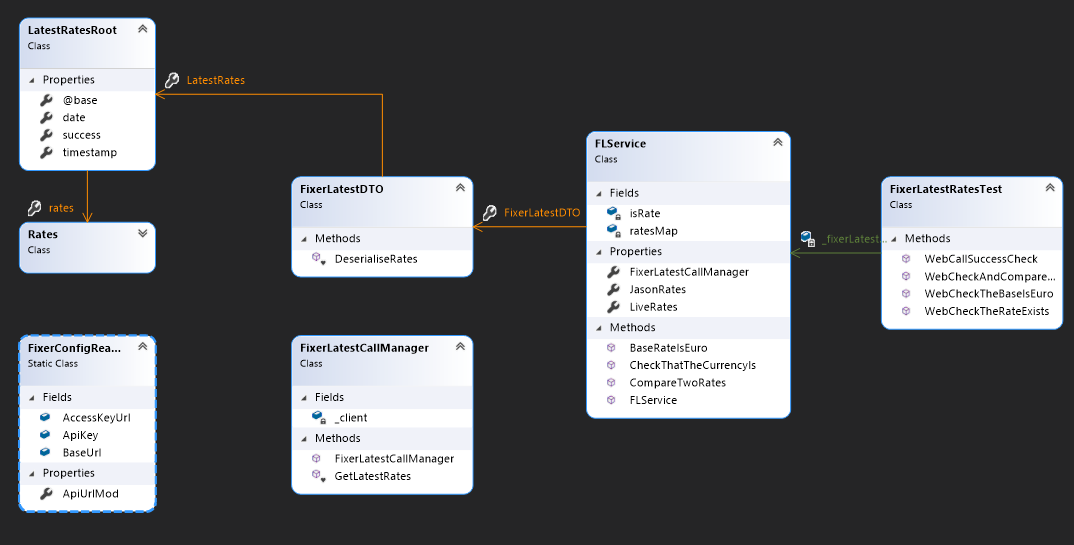 LatestRatesRoot
Class
Properties
@base
date
success
timestamp
LatestRates
rates
Rates
Class
FixerLatestDTO
Class
Methods
DeserialiseRates
FixerLatestDTO
FLService
Class
Fields
isRate
ratesMap
Properties
FixerLatestCallManager
JasonRates
LiveRates
Methods
BaseRateIsEuro
CheckThatTheCurrencyIs
CompareTwoRates
FLService
_fixerLatest...
FixerLatestRatesTest
Class
Methods
WebCallSuccessCheck
WebCheckAndCompare...
WebCheckTheBaseIsEuro
WebCheckTheRateExists
FixerConfigRea...
Static Class
Fields
AccessKeyUrl
ApiKey
BaseUrl
Properties
ApiUrlMod
FixerLatestCallManager
Class
Fields
_client
Methods
FixerLatestCallManager
GetLatestRates